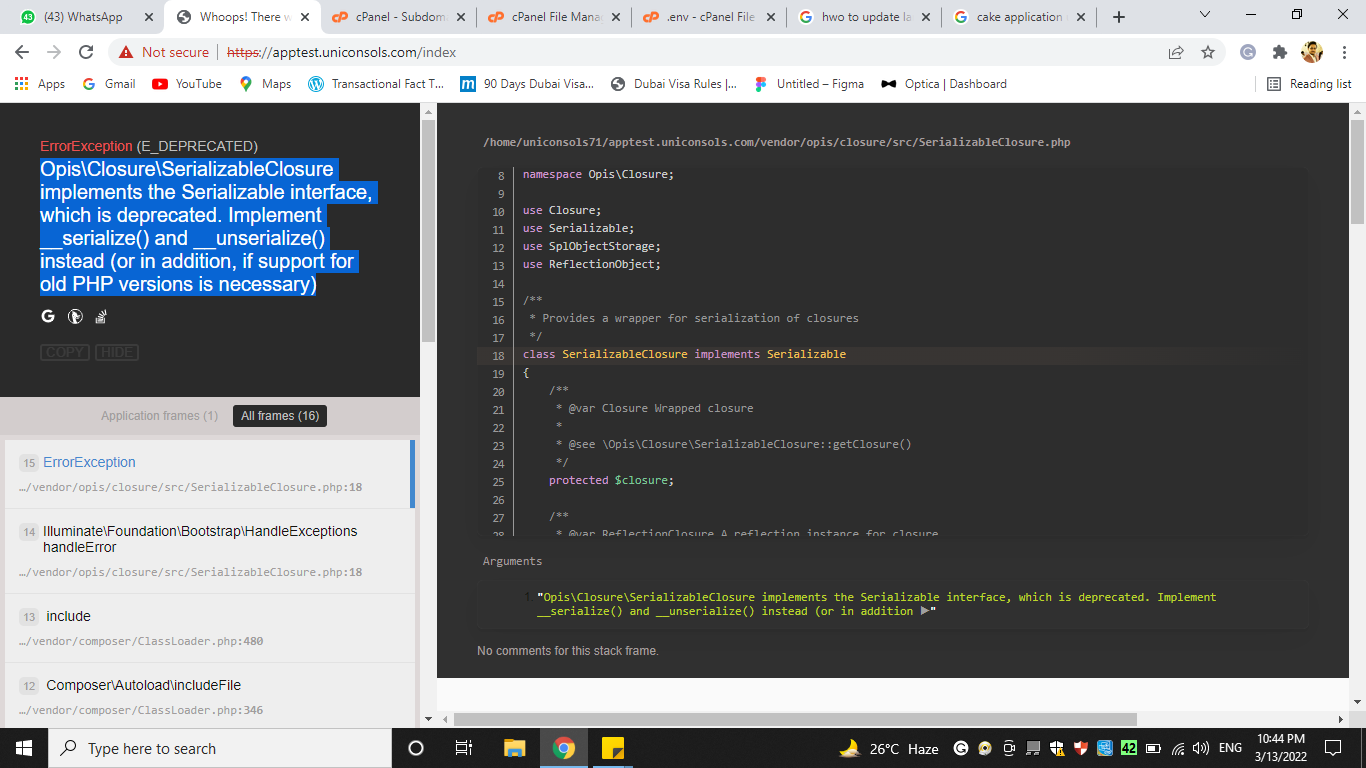 (43) WhatsApp
Whoops! There w
cPanel - Subdom
cPanel File Mana
.env - cPanel File
hwo to update la
cake application
Not secure
https://apptest.uniconsols.com/index
Apps
Gmail
YouTube
Maps
Transactional Fact T...
90 Days Dubai Visa...
Dubai Visa Rules |...
Untitled – Figma
Optica | Dashboard
Reading list
ErrorException (E_DEPRECATED)
Opis\Closure\SerializableClosure
implements the Serializable interface,
which is deprecated. Implement
__serialize() and __unserialize()
instead (or in addition, if support for
old PHP versions is necessary)
COPY HIDE
Application frames (1)
All frames (16)
15 ErrorException
…/vendor/opis/closure/src/SerializableClosure.php:18
14 Illuminate\Foundation\Bootstrap\HandleExceptions
handleError
…/vendor/opis/closure/src/SerializableClosure.php:18
13 include
…/vendor/composer/ClassLoader.php:480
12 Composer\Autoload\includeFile
…/vendor/composer/ClassLoader.php:346
/home/uniconsols71/apptest.uniconsols.com/vendor/opis/closure/src/SerializableClosure.php
8 namespace Opis\Closure;
9
10 use Closure;
11 use Serializable;
12 use SplObjectStorage;
13 use ReflectionObject;
14
15 /**
16 * Provides a wrapper for serialization of closures
17 */
18 class SerializableClosure implements Serializable
19 {
20 /**
21 * @var Closure Wrapped closure
22 *
23 * @see \Opis\Closure\SerializableClosure::getClosure()
24 */
25 protected $closure;
26
27 /**
28 * @var ReflectionClosure A reflection instance for closure
Arguments
1 "Opis\Closure\SerializableClosure implements the Serializable interface, which is deprecated. Implement
__serialize() and __unserialize() instead (or in addition ▶"
No comments for this stack frame.
Type here to search
26°C Haze
42
ENG
10:44 PM
3/13/2022